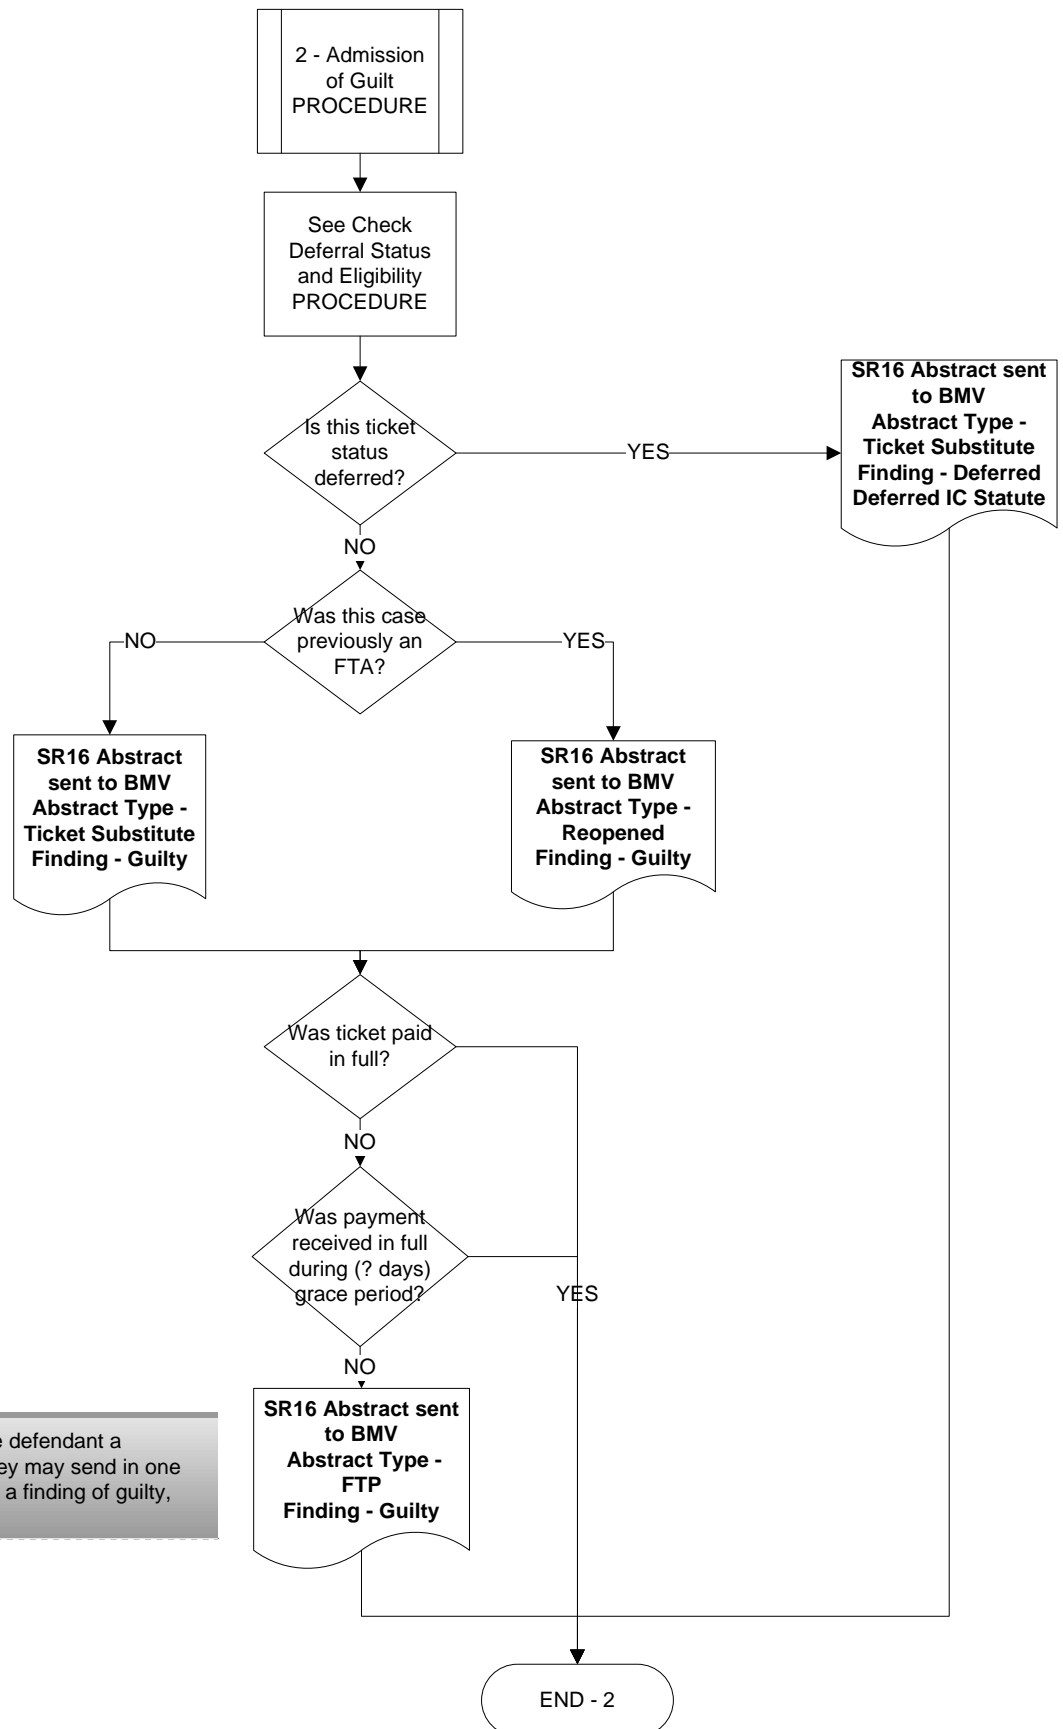 2 - Admission
of Guilt
PROCEDURE
See Check
Deferral Status
and Eligibility
PROCEDURE
Is this ticket
status
deferred?
YES
SR16 Abstract sent
to BMV
Abstract Type -
Ticket Substitute
Finding - Deferred
Deferred IC Statute
NO
Was this case
previously an
FTA?
NO
YES
SR16 Abstract
sent to BMV
Abstract Type -
Ticket Substitute
Finding - Guilty
SR16 Abstract
sent to BMV
Abstract Type -
Reopened
Finding - Guilty
Was ticket paid
in full?
NO
Was payment
received in full
during (? days)
grace period?
YES
NO
SR16 Abstract sent
to BMV
Abstract Type -
FTP
Finding - Guilty
defendant a
may send in one
a finding of guilty,
END - 2